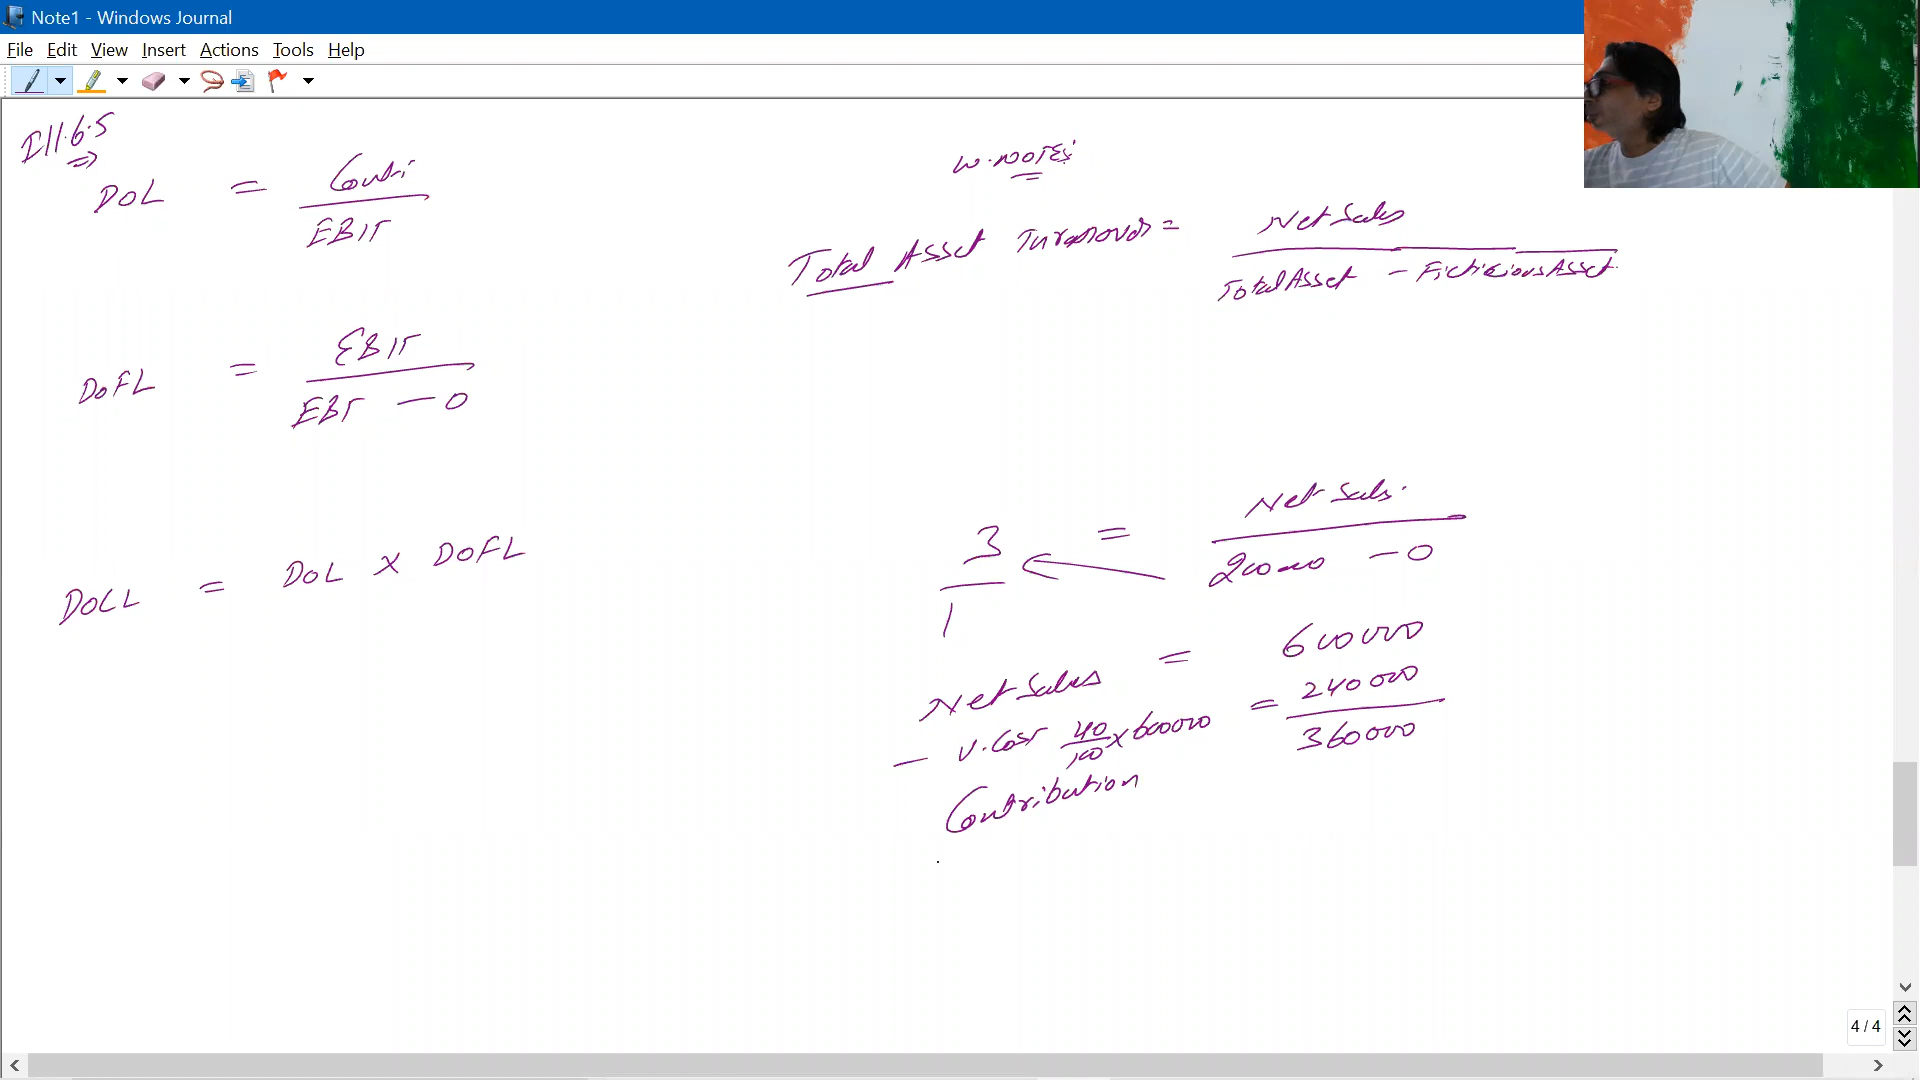 Note1 - Windows Journal
File Edit View Insert Actions Tools Help
Ill.6.5
DOL = Contri / EBIT
DOFL = EBIT / EBT - 0
DOCL = DOL x DOFL
W.NOTES
Total Asset Turnover = Net Sales / Total Asset - Ficticious Asset
3 / 1 = Net Sales / 200000 - 0
Net Sales = 600000
- V.Cost 40/100 x 600000 = 240000
Contribution 360000
4 / 4